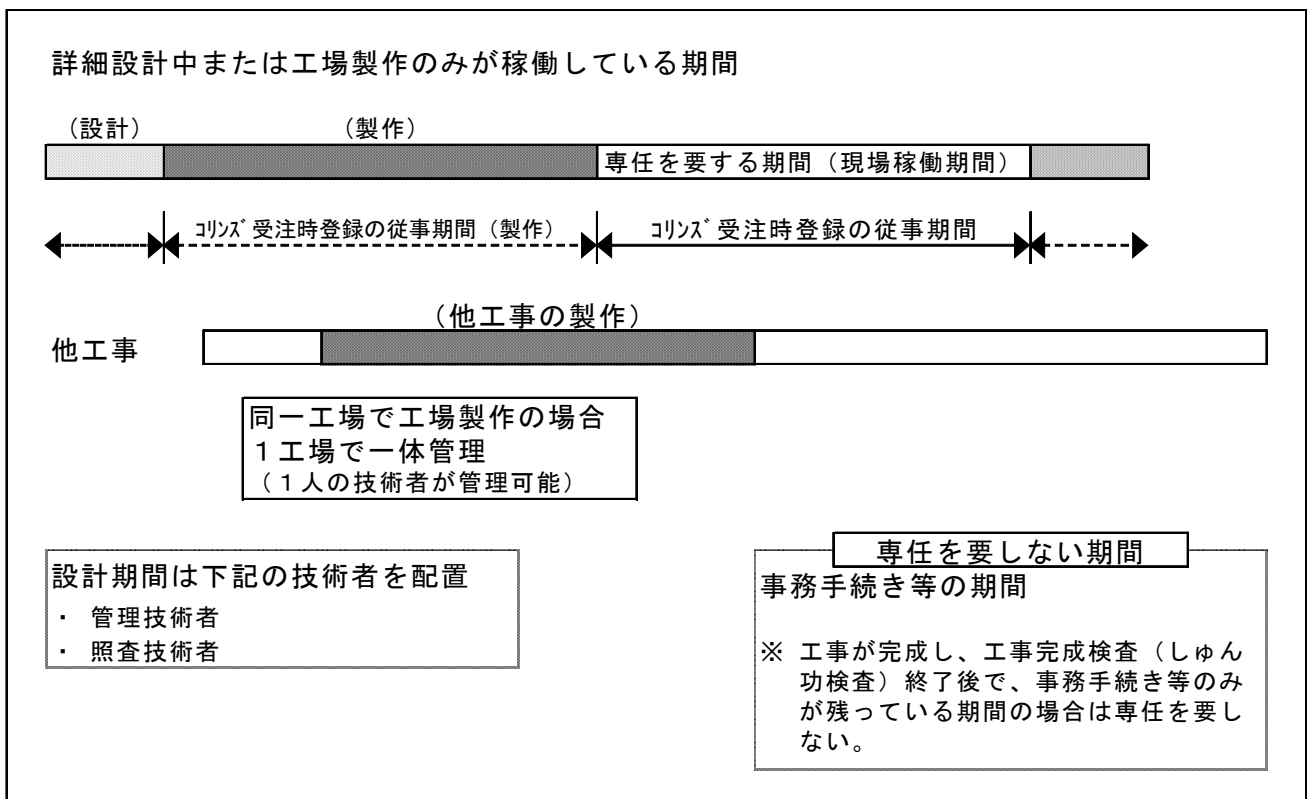 詳細設計中または工場製作のみが稼働している期間
（設計）
（製作）
専任を要する期間（現場稼働期間）
ｺﾘﾝｽﾞ受注時登録の従事期間（製作）
ｺﾘﾝｽﾞ受注時登録の従事期間
（他工事の製作）
他工事
同一工場で工場製作の場合
１工場で一体管理
（１人の技術者が管理可能）
設計期間は下記の技術者を配置
・ 管理技術者
・ 照査技術者
専任を要しない期間
事務手続き等の期間
※ 工事が完成し、工事完成検査（しゅん
功検査）終了後で、事務手続き等のみ
が残っている期間の場合は専任を要し
ない。